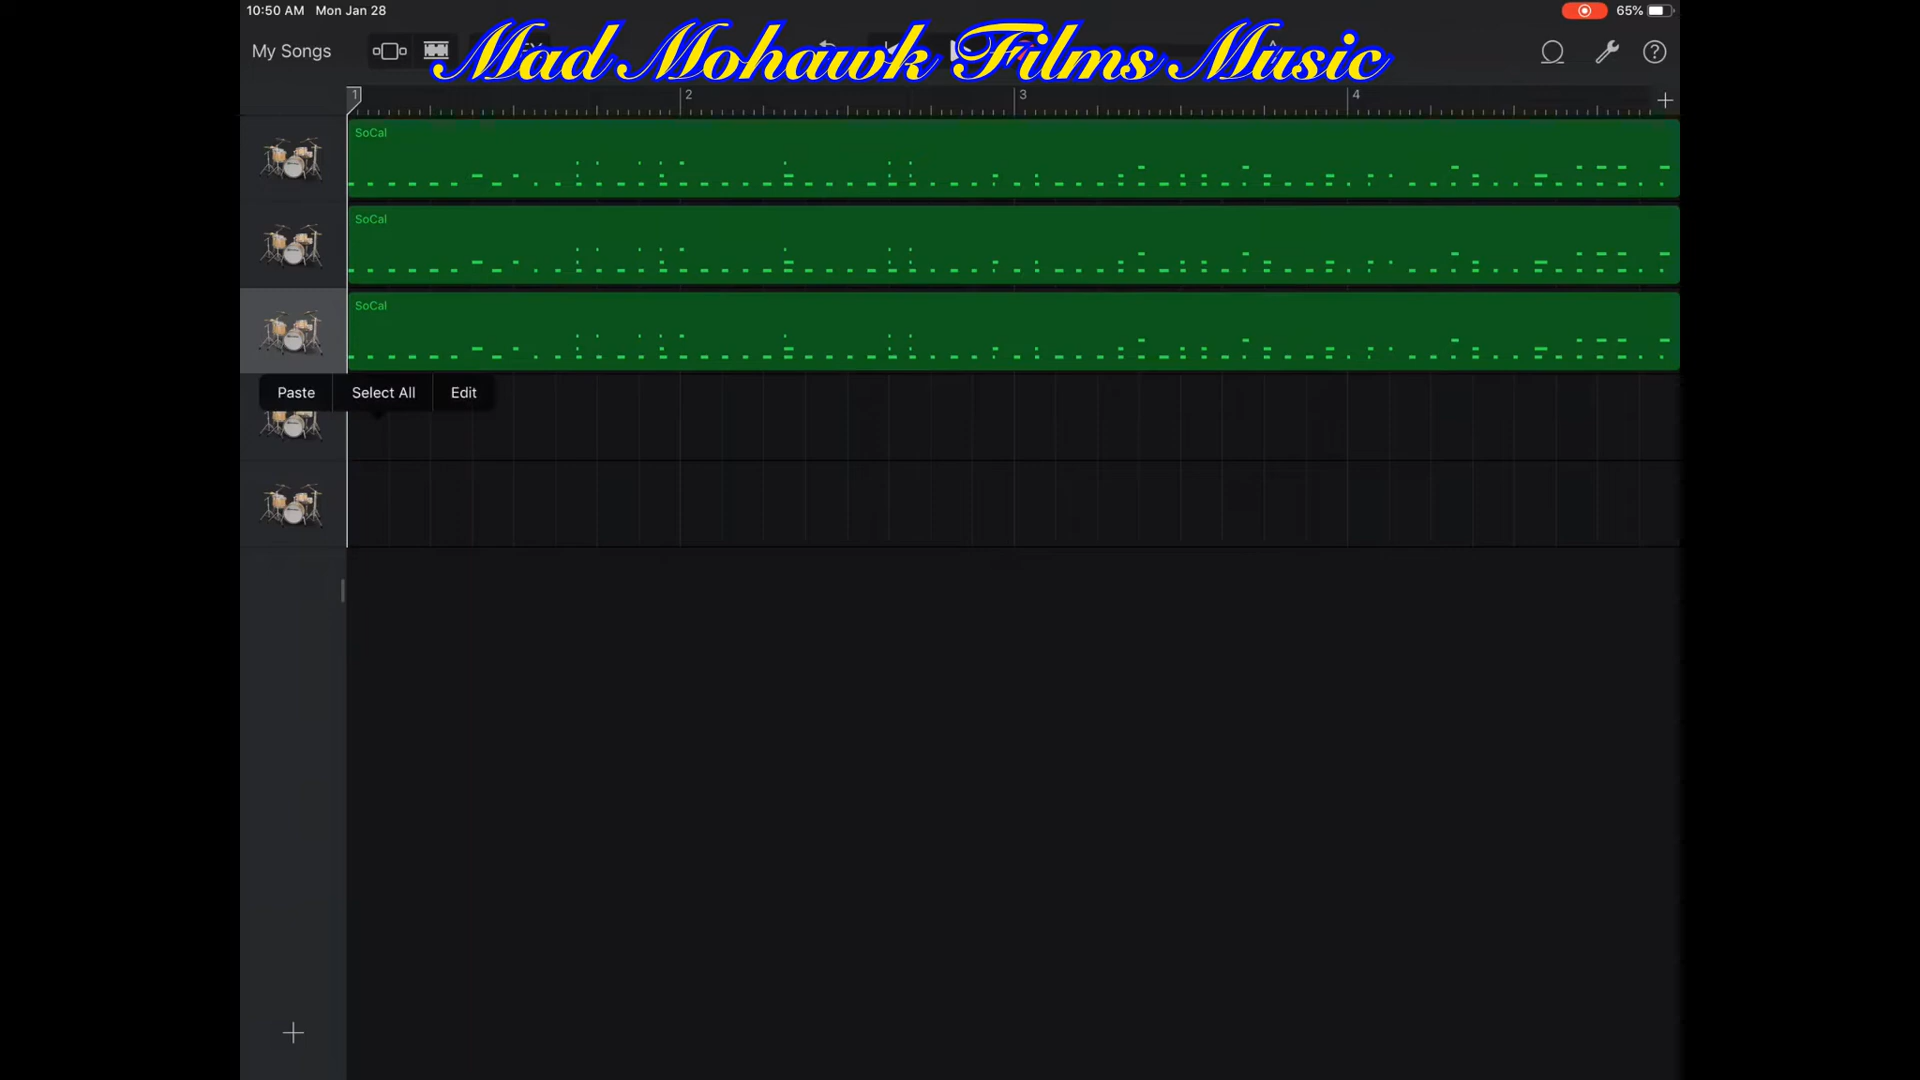 10:50 AM Mon Jan 28
65%
My Songs
Mad Mohawk Films Music
1 2 3 4
SoCal
SoCal
SoCal
Paste Select All Edit